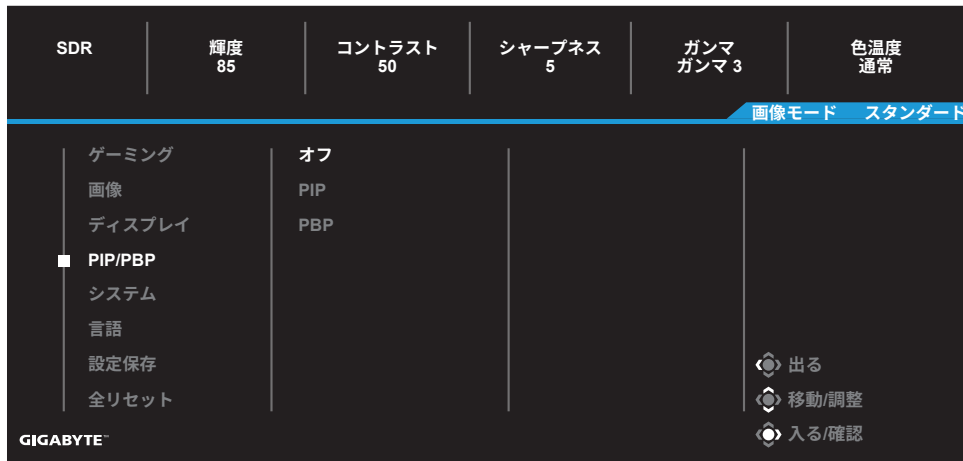 SDR
輝度
85
コントラスト
50
シャープネス
5
ガンマ
ガンマ 3
色温度
通常
画像モード スタンダード
ゲーミング
画像
ディスプレイ
PIP/PBP
システム
言語
設定保存
全リセット
オフ
PIP
PBP
出る
移動/調整
入る/確認
GIGABYTE™